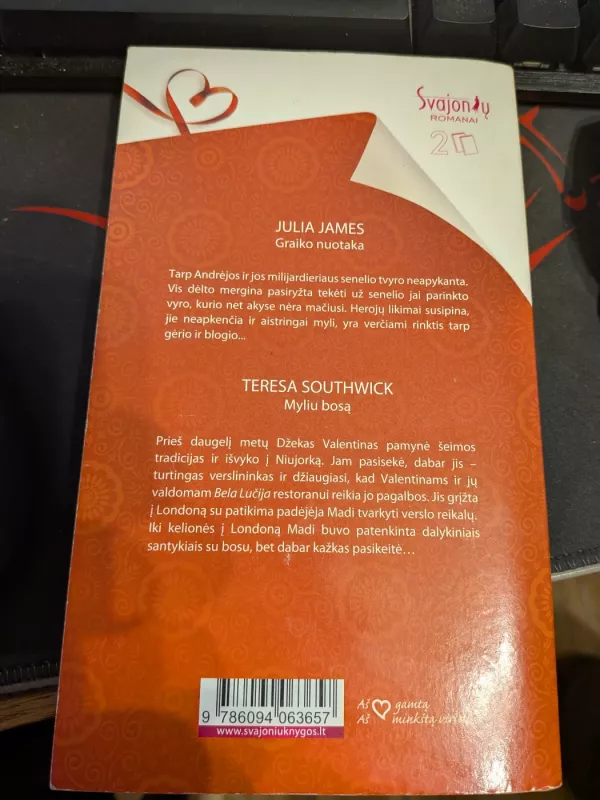 Svajonių
ROMANAI
2
JULIA JAMES
Graiko nuotaka
Tarp Andrėjos ir jos milijardieriaus senelio tvyro neapykanta.
Vis dėlto mergina pasiryžta tekėti už senelio jai parinkto
vyro, kurio net akyse nėra mačiusi. Herojų likimai susipina,
jie neapkenčia ir aistringai myli, yra verčiami rinktis tarp
gėrio ir blogio...
TERESA SOUTHWICK
Myliu bosą
Prieš daugelį metų Džekas Valentinas pamynė šeimos
tradicijas ir išvyko į Niujorką. Jam pasisekė, dabar jis –
turtingas verslininkas ir džiaugiasi, kad Valentinams ir jų
valdomam Bela Lučija restoranui reikia jo pagalbos. Jis grįžta
į Londoną su patikima padėjėja Madi tvarkyti verslo reikalų.
Iki kelionės į Londoną Madi buvo patenkinta dalykiniais
santykiais su bosu, bet dabar kažkas pasikeitė...
9 786094 063657
www.svajoniuknygos.lt
Aš gamtą
Aš minkštą